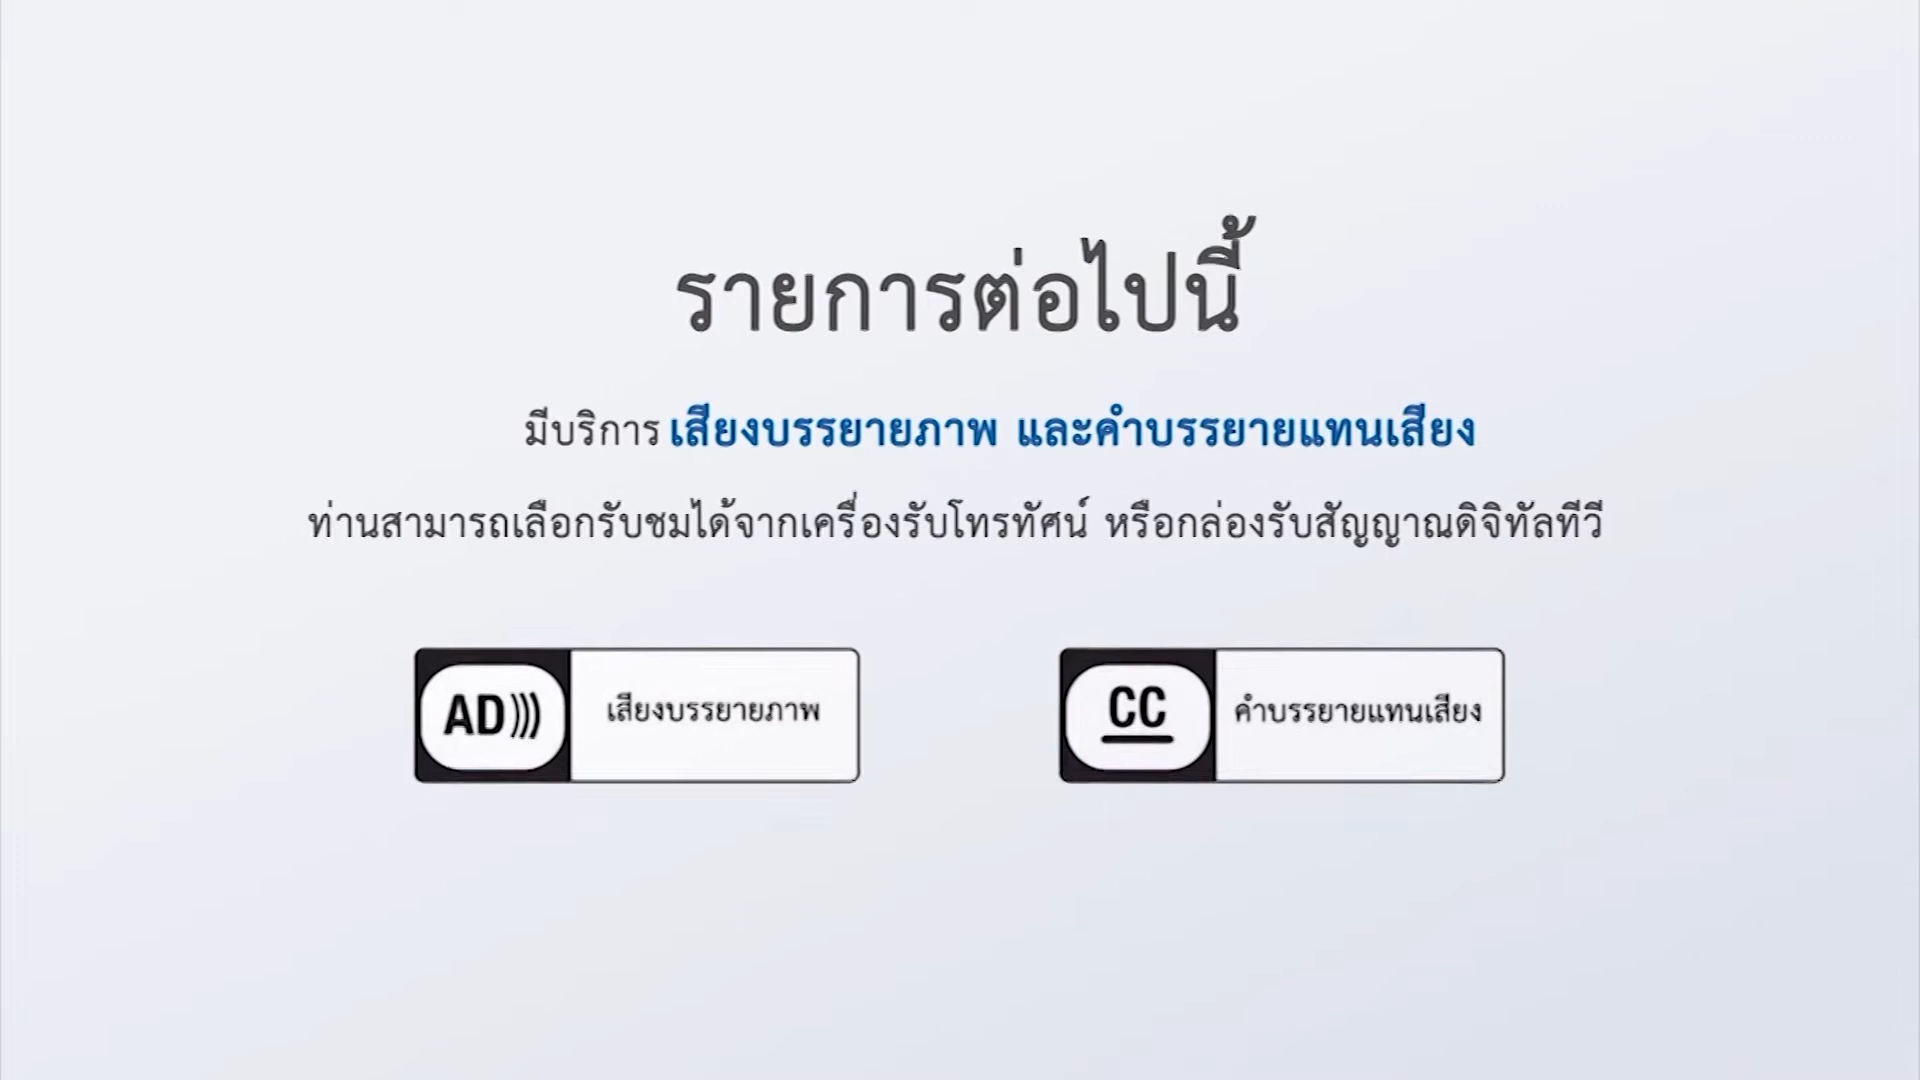 รายการต่อไปนี้
มีบริการ เสียงบรรยายภาพ และคำบรรยายแทนเสียง
ท่านสามารถเลือกรับชมได้จากเครื่องรับโทรทัศน์ หรือกล่องรับสัญญาณดิจิทัลทีวี
AD))) เสียงบรรยายภาพ
CC คำบรรยายแทนเสียง